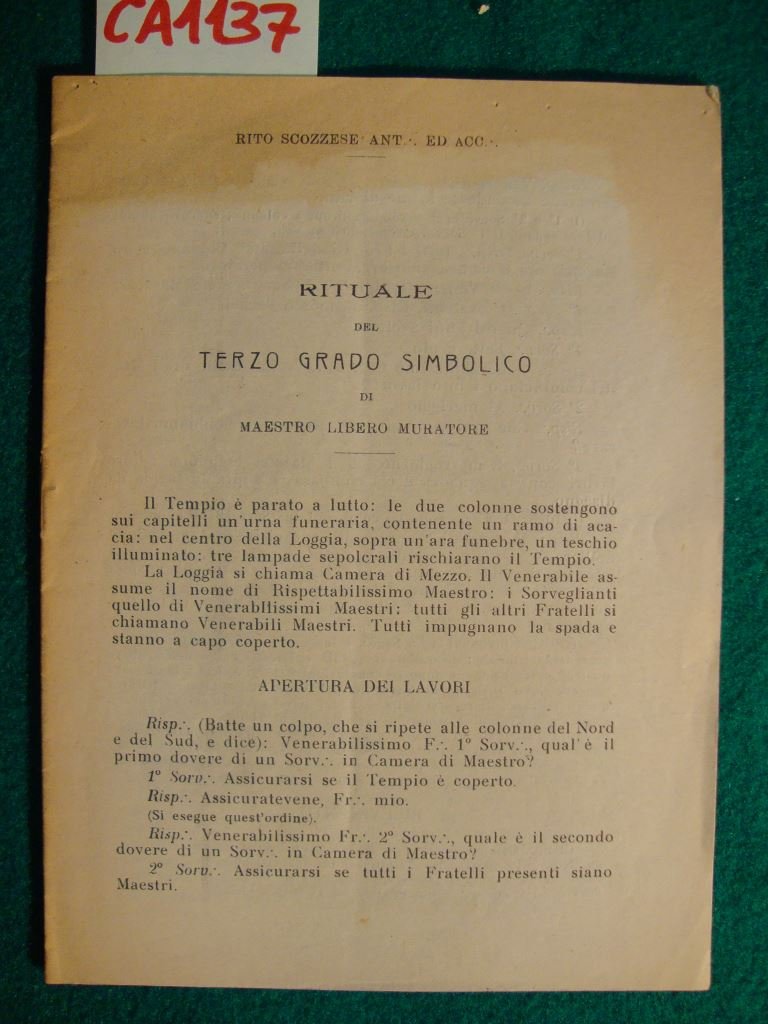 CA1137
RITO SCOZZESE ANT.·. ED ACC.·.
RITUALE
DEL
TERZO GRADO SIMBOLICO
DI
MAESTRO LIBERO MURATORE
Il Tempio è parato a lutto: le due colonne sostengono
sui capitelli un'urna funeraria, contenente un ramo di aca-
cia: nel centro della Loggia, sopra un'ara funebre, un teschio
illuminato: tre lampade sepolcrali rischiarano il Tempio.
La Loggia si chiama Camera di Mezzo. Il Venerabile as-
sume il nome di Rispettabilissimo Maestro: i Sorveglianti
quello di Venerabilissimi Maestri: tutti gli altri Fratelli si
chiamano Venerabili Maestri. Tutti impugnano la spada e
stanno a capo coperto.
APERTURA DEI LAVORI
Risp.·. (Batte un colpo, che si ripete alle colonne del Nord
e del Sud, e dice): Venerabilissimo F.·. 1° Sorv.·., qual'è il
primo dovere di un Sorv.·. in Camera di Maestro?
1° Sorv.·. Assicurarsi se il Tempio è coperto.
Risp.·. Assicuratevene, Fr.·. mio.
(Si esegue quest'ordine).
Risp.·. Venerabilissimo Fr.·. 2° Sorv.·., quale è il secondo
dovere di un Sorv.·. in Camera di Maestro?
2° Sorv.·. Assicurarsi se tutti i Fratelli presenti siano
Maestri.